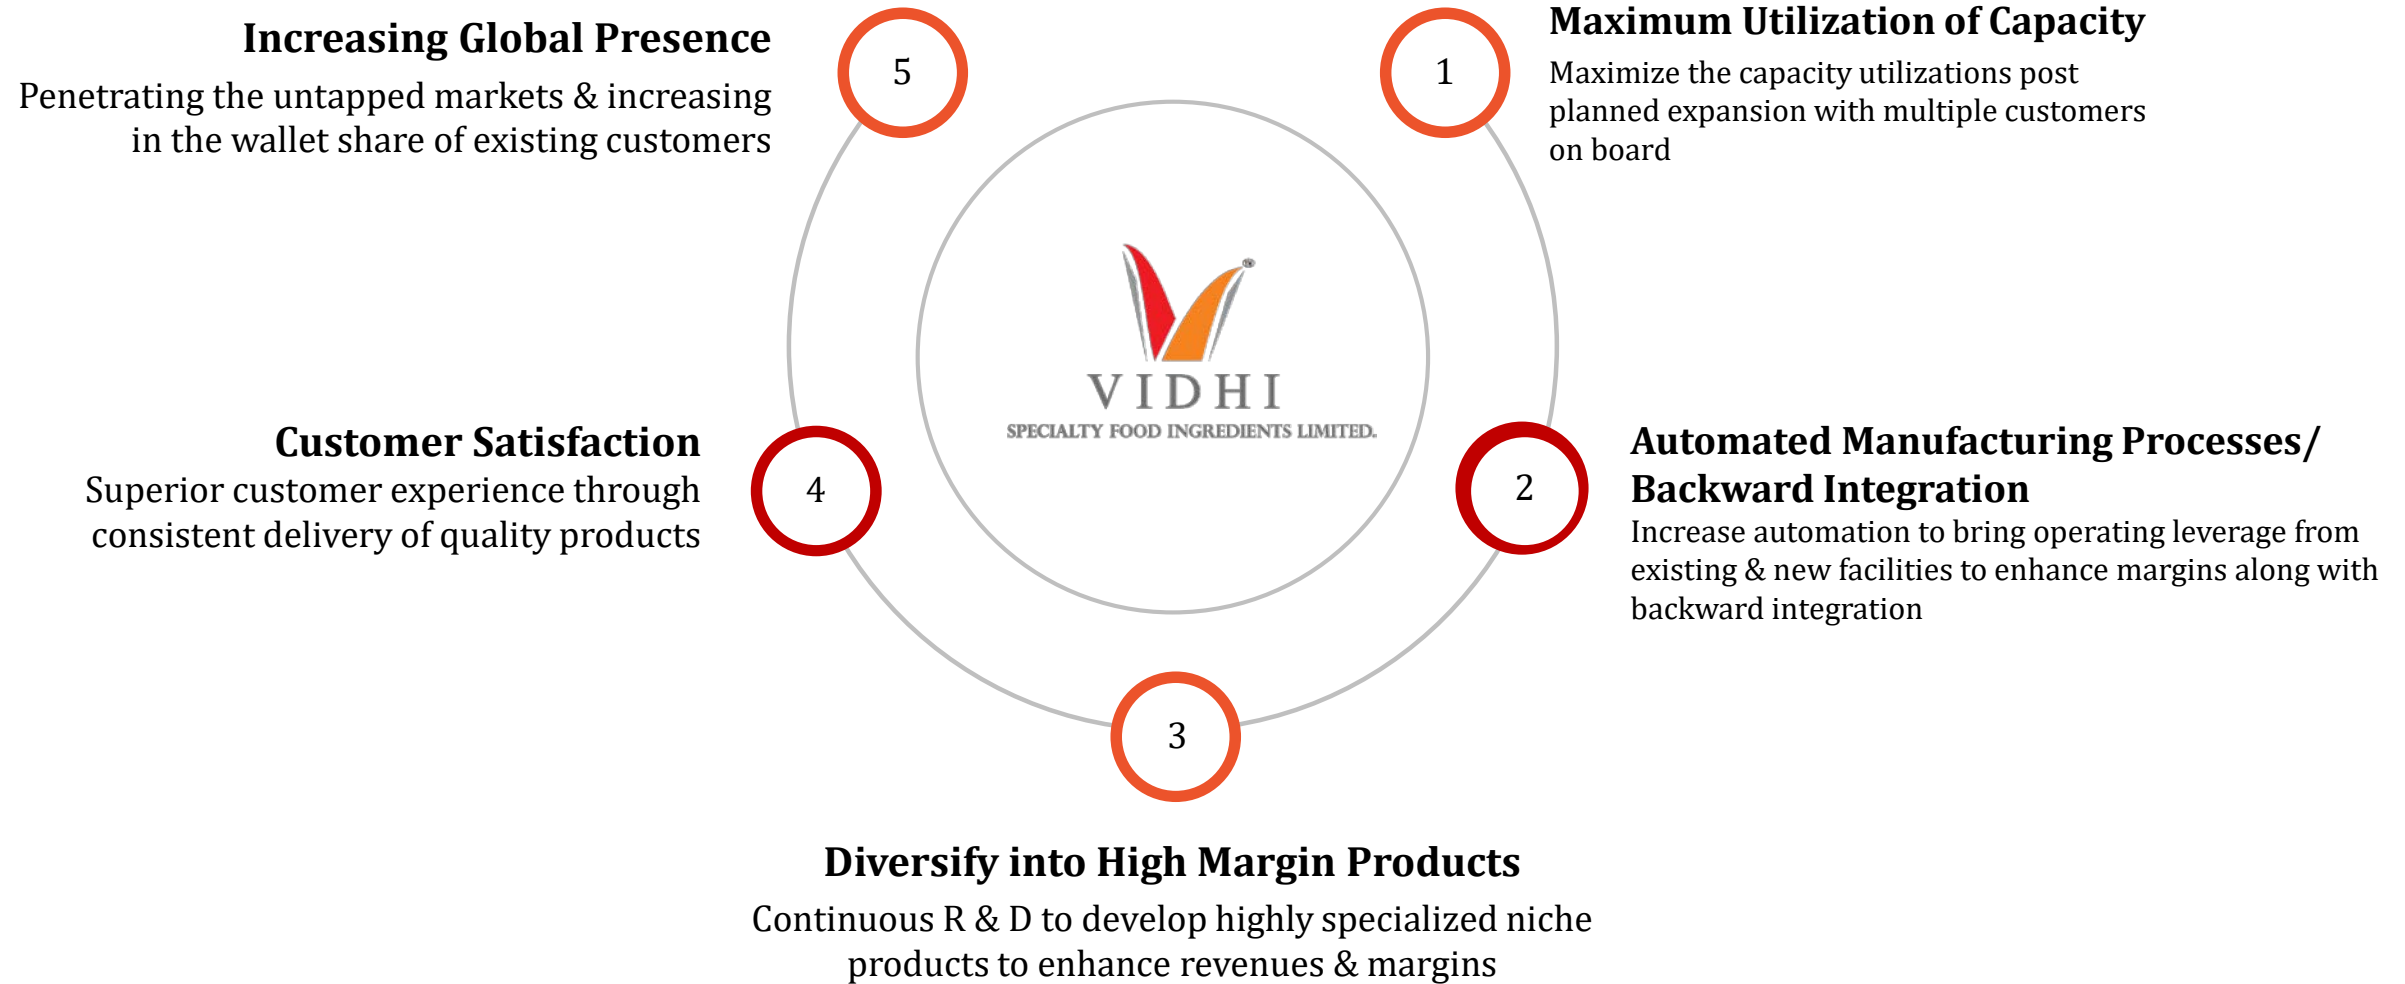 Increasing Global Presence
Penetrating the untapped markets & increasing
in the wallet share of existing customers
5
1
Maximum Utilization of Capacity
Maximize the capacity utilizations post
planned expansion with multiple customers
on board
VIDHI
SPECIALTY FOOD INGREDIENTS LIMITED.
Customer Satisfaction
Superior customer experience through
consistent delivery of quality products
4
2
Automated Manufacturing Processes/
Backward Integration
Increase automation to bring operating leverage from
existing & new facilities to enhance margins along with
backward integration
3
Diversify into High Margin Products
Continuous R & D to develop highly specialized niche
products to enhance revenues & margins